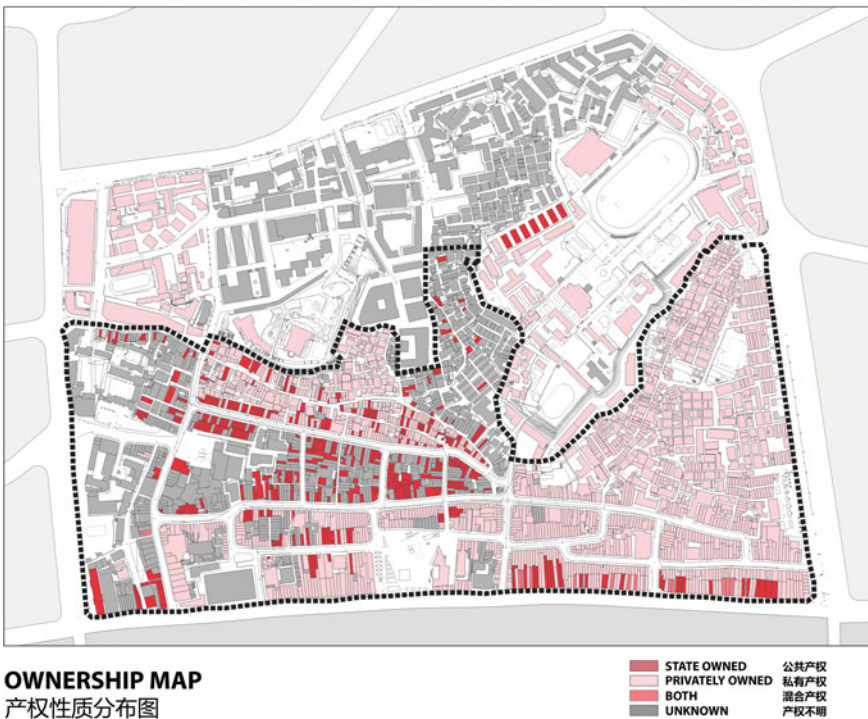 OWNERSHIP MAP
产权性质分布图
STATE OWNED 公共产权
PRIVATELY OWNED 私有产权
BOTH 混合产权
UNKNOWN 产权不明